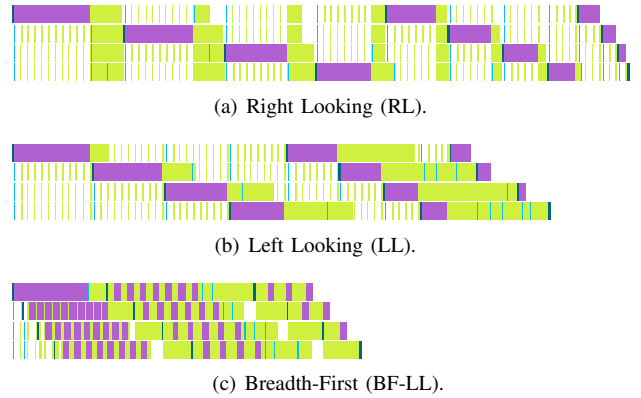 (a) Right Looking (RL).
(b) Left Looking (LL).
(c) Breadth-First (BF-LL).